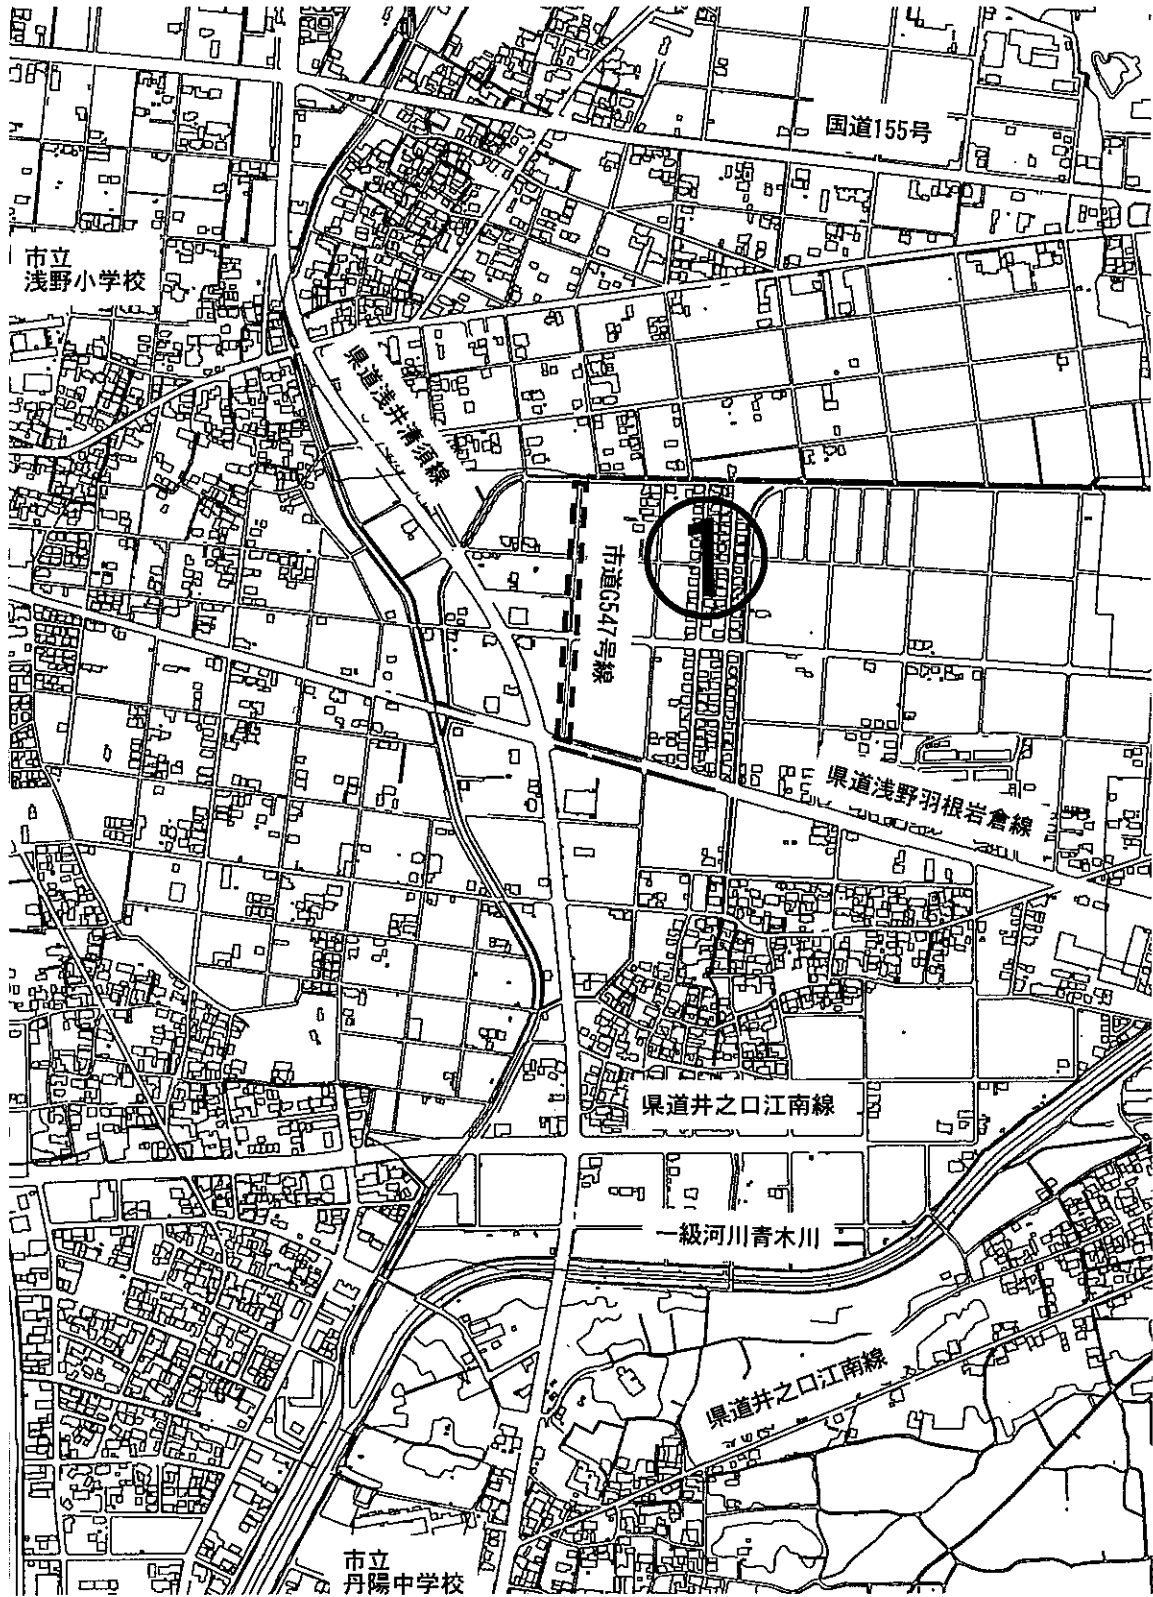 国道155号
市立
浅野小学校
県道浅井清須線
1
市道G547号線
県道浅野羽根岩倉線
県道井之口江南線
一級河川青木川
県道井之口江南線
市立
丹陽中学校